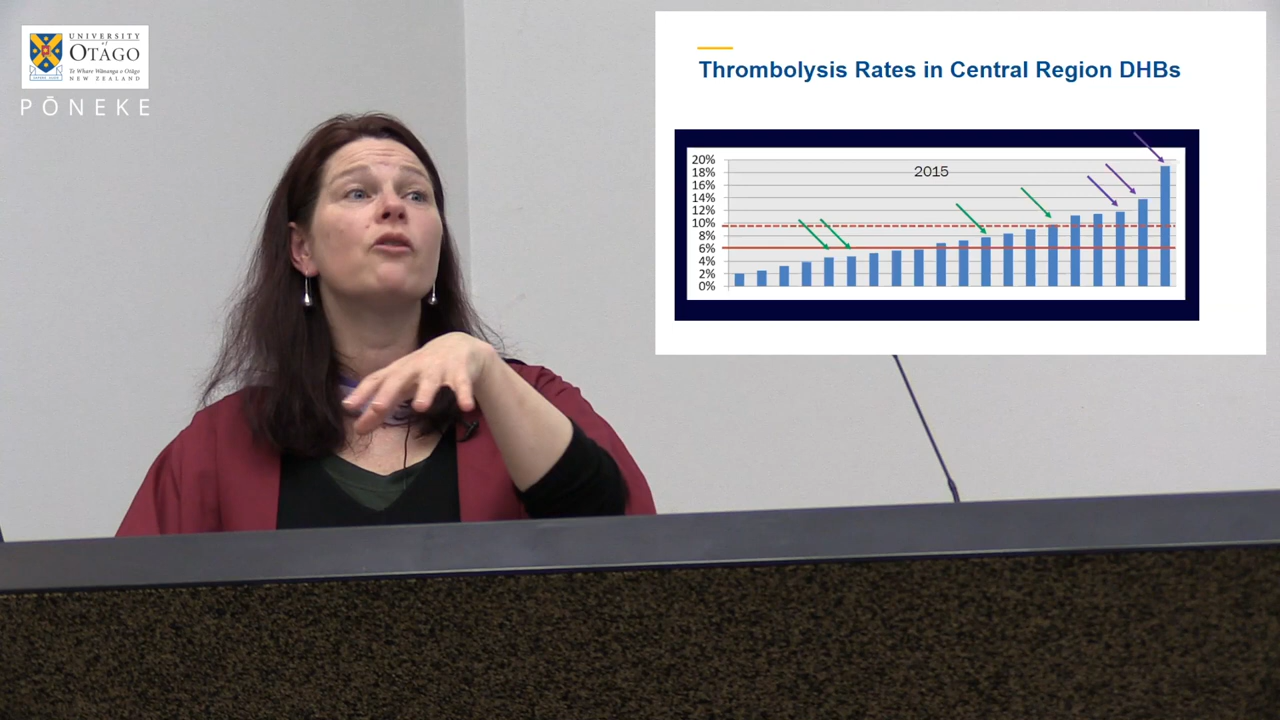 UNIVERSITY
of
OTAGO
Te Whare Wānanga o Otāgo
NEW ZEALAND
PŌNEKE
Thrombolysis Rates in Central Region DHBs
2015
20%
18%
16%
14%
12%
10%
8%
6%
4%
2%
0%